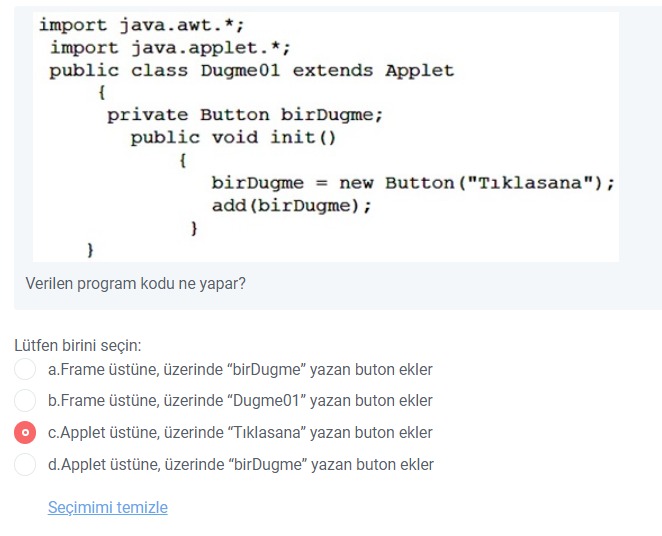 import java.awt.*;
import java.applet.*;
public class Dugme01 extends Applet
{
private Button birDugme;
public void init()
{
birDugme = new Button("Tıklasana");
add(birDugme);
}
}
Verilen program kodu ne yapar?
Lütfen birini seçin:
a.Frame üstüne, üzerinde “birDugme” yazan buton ekler
b.Frame üstüne, üzerinde “Dugme01” yazan buton ekler
c.Applet üstüne, üzerinde “Tıklasana” yazan buton ekler
d.Applet üstüne, üzerinde “birDugme” yazan buton ekler
Seçimimi temizle